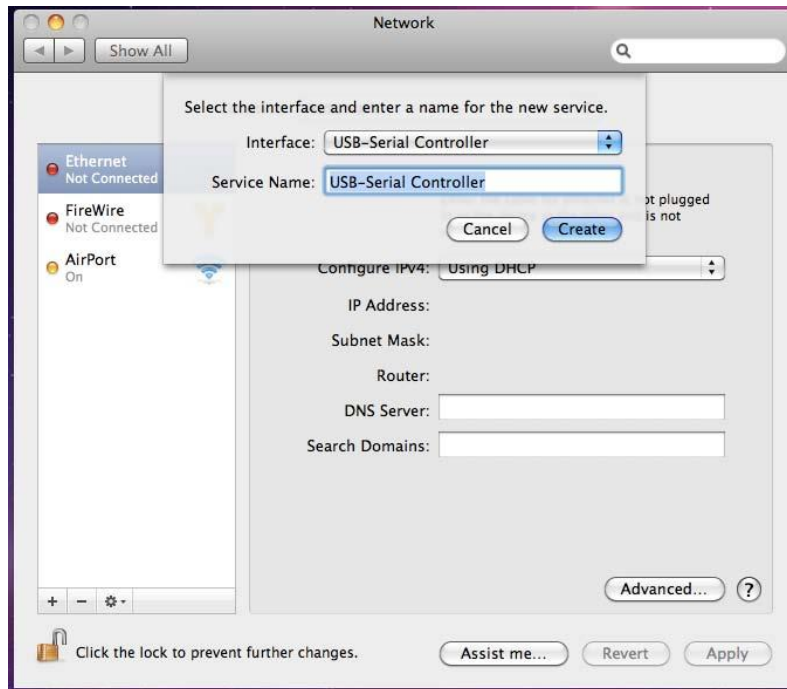 Network
Show All
Select the interface and enter a name for the new service.
Interface: USB-Serial Controller
Service Name: USB-Serial Controller
Cancel Create
Ethernet
Not Connected
FireWire
Not Connected
AirPort
On
not plugged
is not
Configure IPv4: Using DHCP
IP Address:
Subnet Mask:
Router:
DNS Server:
Search Domains:
Advanced... ?
+ −
Click the lock to prevent further changes.
Assist me... Revert Apply